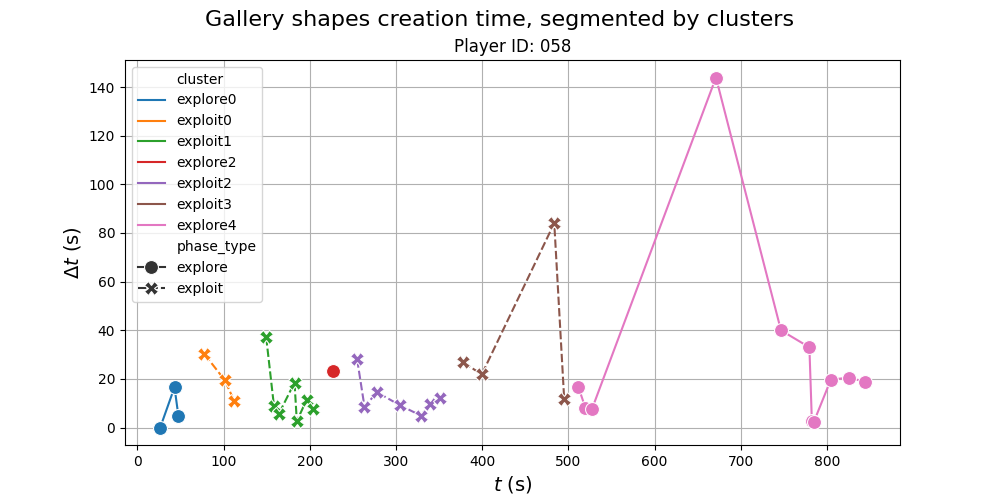 Gallery shapes creation time, segmented by clusters
Player ID: 058
140
120
100
80
60
40
20
0
Δt (s)
cluster
explore0
exploit0
exploit1
explore2
exploit2
exploit3
explore4
phase_type
explore
exploit
0 100 200 300 400 500 600 700 800
t (s)